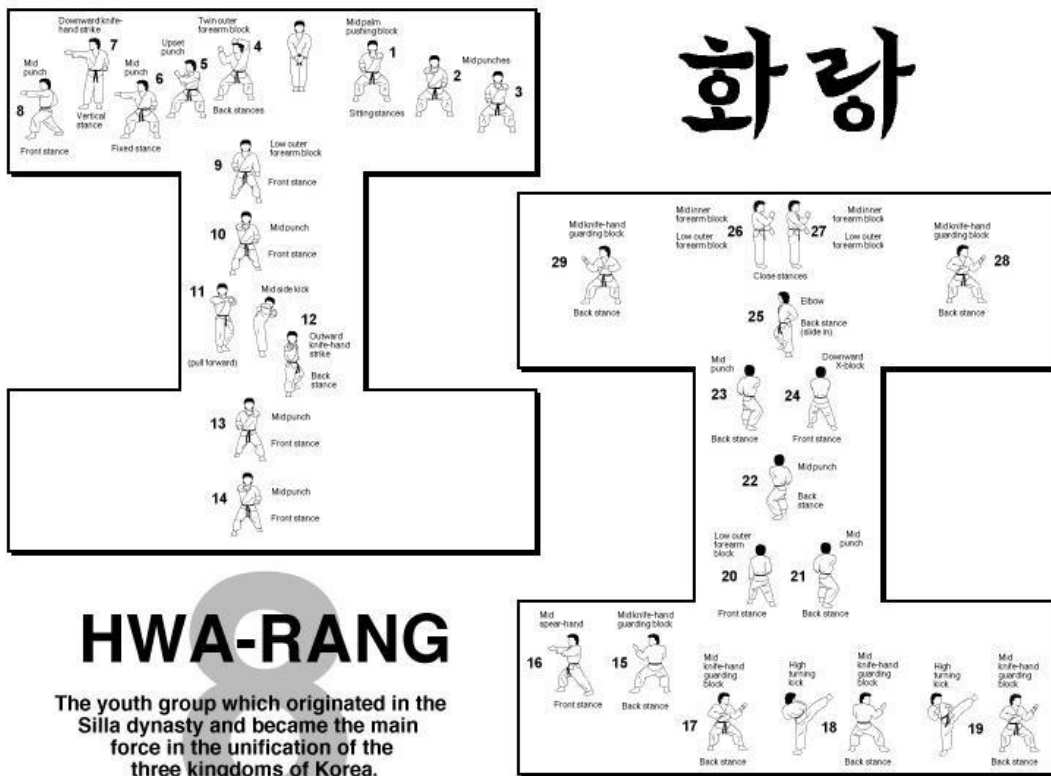 Downward knife-
hand strike
7
Mid
punch
8
Front stance
Vertical
stance
Mid
punch
6
Fixed stance
Upset
punch
5
Twin outer
forearm block
4
Back stances
Mid palm
pushing block
1
Sitting stances
2
Mid punches
3
화랑
9
Low outer
forearm block
Front stance
10
Mid punch
Front stance
11
(pull forward)
Mid side kick
12
Outward
knife-hand
strike
Back
stance
13
Mid punch
Front stance
14
Mid punch
Front stance
8
HWA-RANG
The youth group which originated in the
Silla dynasty and became the main
force in the unification of the
three kingdoms of Korea.
Mid knife-hand
guarding block
29
Back stance
Mid inner
forearm block
26
Low outer
forearm block
27
Mid inner
forearm block
Low outer
forearm block
Close stances
Mid knife-hand
guarding block
28
Back stance
25
Elbow
Back stance
(slide in)
Mid
punch
23
Back stance
Downward
X-block
24
Front stance
22
Mid punch
Back
stance
Low outer
forearm
block
20
Front stance
Mid
punch
21
Back stance
Mid
spear-hand
16
Front stance
Mid knife-hand
guarding block
15
Back stance
Mid
knife-hand
guarding
block
17
Back stance
High
turning
kick
18
Mid
knife-hand
guarding
block
Back stance
High
turning
kick
19
Mid
knife-hand
guarding
block
Back stance